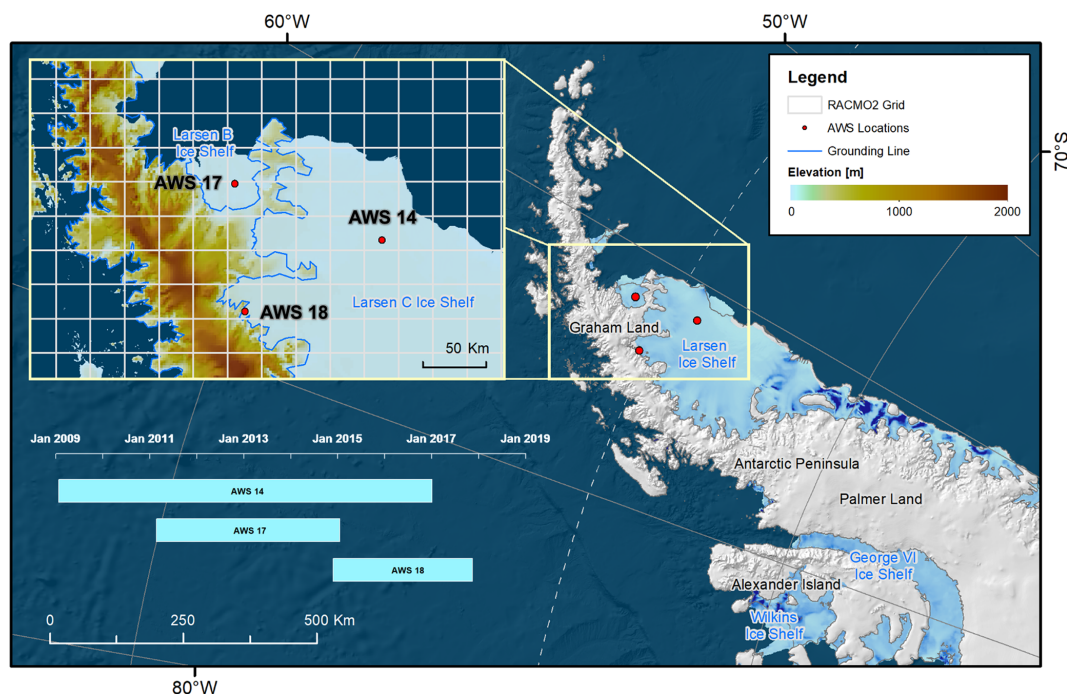 60°W
50°W
Legend
RACMO2 Grid
AWS Locations
Grounding Line
Elevation [m]
0
1000
2000
70°S
Larsen B
Ice Shelf
AWS 17
AWS 14
Larsen C Ice Shelf
AWS 18
50 Km
Graham Land
Larsen
Ice Shelf
Jan 2009
Jan 2011
Jan 2013
Jan 2015
Jan 2017
Jan 2019
AWS 14
AWS 17
AWS 18
Antarctic Peninsula
Palmer Land
George VI
Ice Shelf
Alexander Island
Wilkins
Ice Shelf
0
250
500 Km
80°W